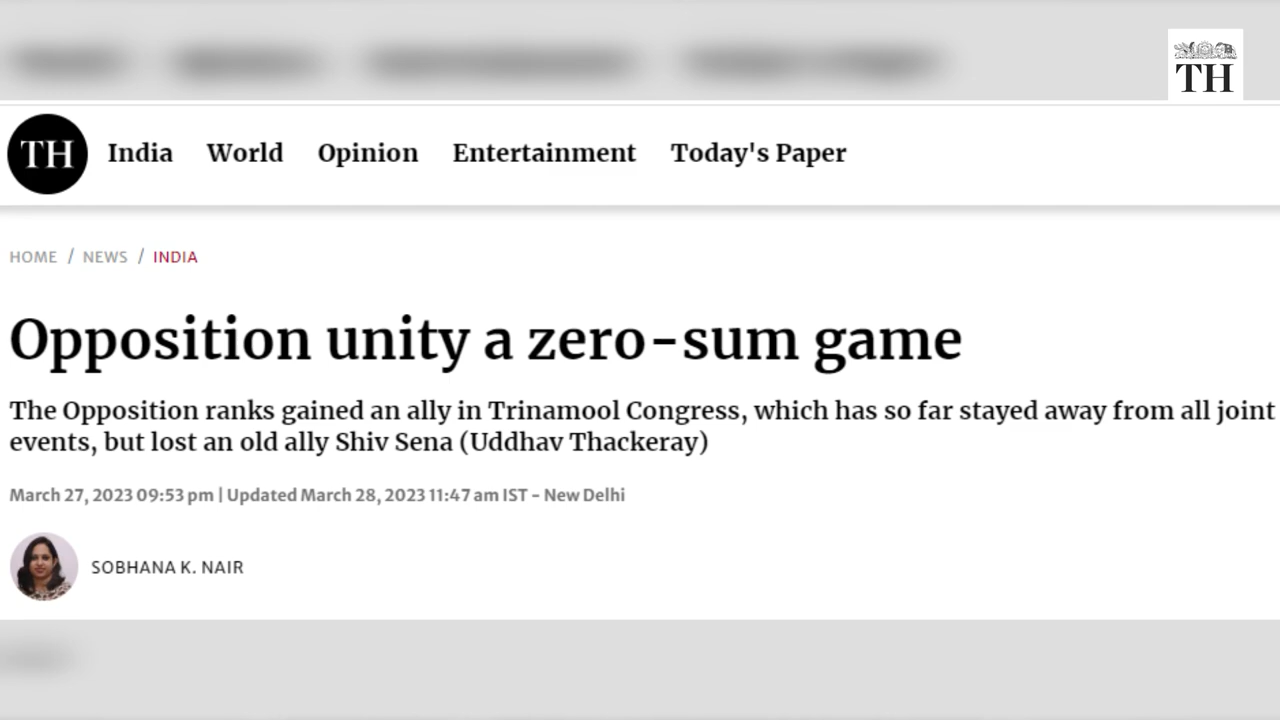 TH
TH India World Opinion Entertainment Today's Paper
HOME / NEWS / INDIA
Opposition unity a zero-sum game
The Opposition ranks gained an ally in Trinamool Congress, which has so far stayed away from all joint
events, but lost an old ally Shiv Sena (Uddhav Thackeray)
March 27, 2023 09:53 pm | Updated March 28, 2023 11:47 am IST - New Delhi
SOBHANA K. NAIR